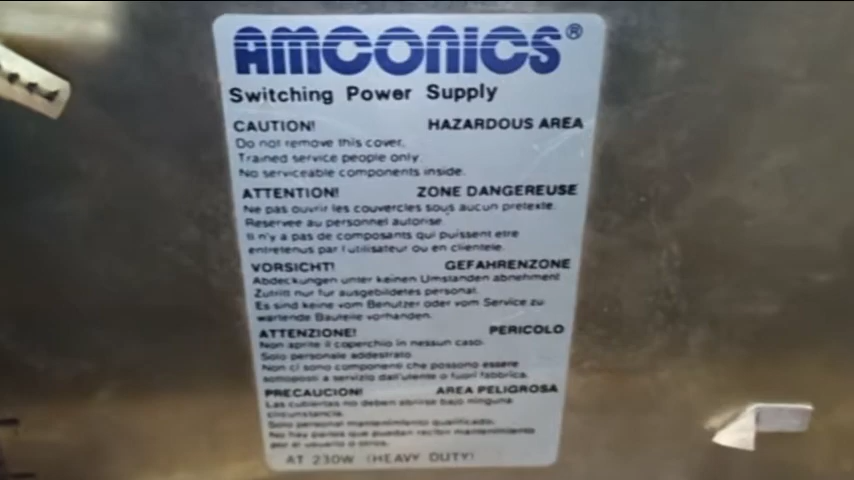 AMCONICS®
Switching Power Supply
CAUTION! HAZARDOUS AREA
Do not remove this cover.
Trained service people only.
No serviceable components inside.
ATTENTION! ZONE DANGEREUSE
Ne pas ouvrir les couvercles sous aucun pretexte.
Reservee au personnel autorise.
Il n'y a pas de composants qui puissent etre
entretenus par l'utilisateur ou en clientele.
VORSICHT! GEFAHRENZONE
Abdeckungen unter keinen Umstanden abnehment
Zutritt nur fur ausgebildetes personal.
Es sind keine vom Benutzer oder vom Service zu
wartende Bauteile vorhanden.
ATTENZIONE! PERICOLO
Non aprite il coperchio in nessun caso.
Solo personale addestrato.
Non ci sono componenti che possono essere
sottoposti a servizio dall'utente o fuori fabbrica.
PRECAUCION! AREA PELIGROSA
Las cubiertas no deben abrirse bajo ninguna
circunstancia.
Solo personal mantenimiento qualificado.
No hay partes que puedan recibir mantenimiento
por el usuario o otros.
AT 230W (HEAVY DUTY)